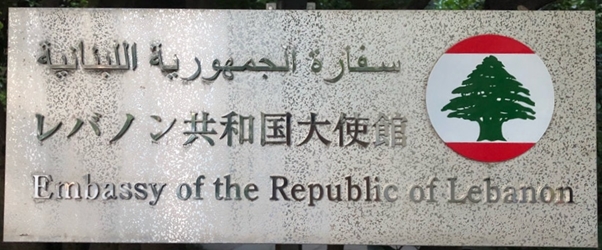 سفارة الجمهورية اللبنانية
レバノン共和国大使館
Embassy of the Republic of Lebanon